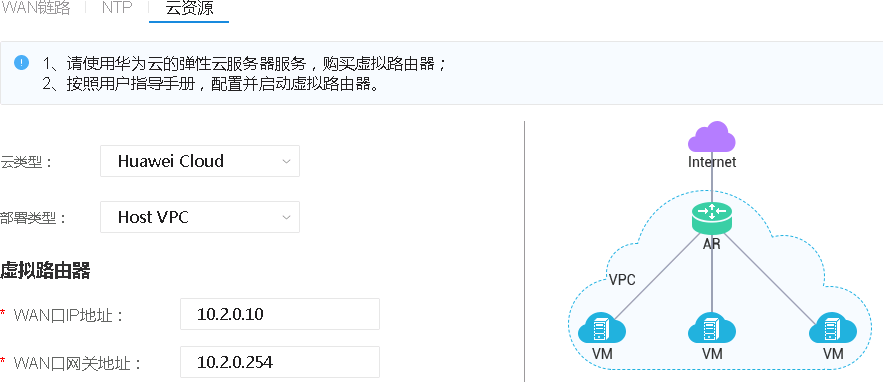 WAN链路 NTP 云资源
1、请使用华为云的弹性云服务器服务，购买虚拟路由器；
2、按照用户指导手册，配置并启动虚拟路由器。
云类型： Huawei Cloud
部署类型： Host VPC
虚拟路由器
* WAN口IP地址： 10.2.0.10
* WAN口网关地址： 10.2.0.254
Internet
AR
VPC
VM VM VM